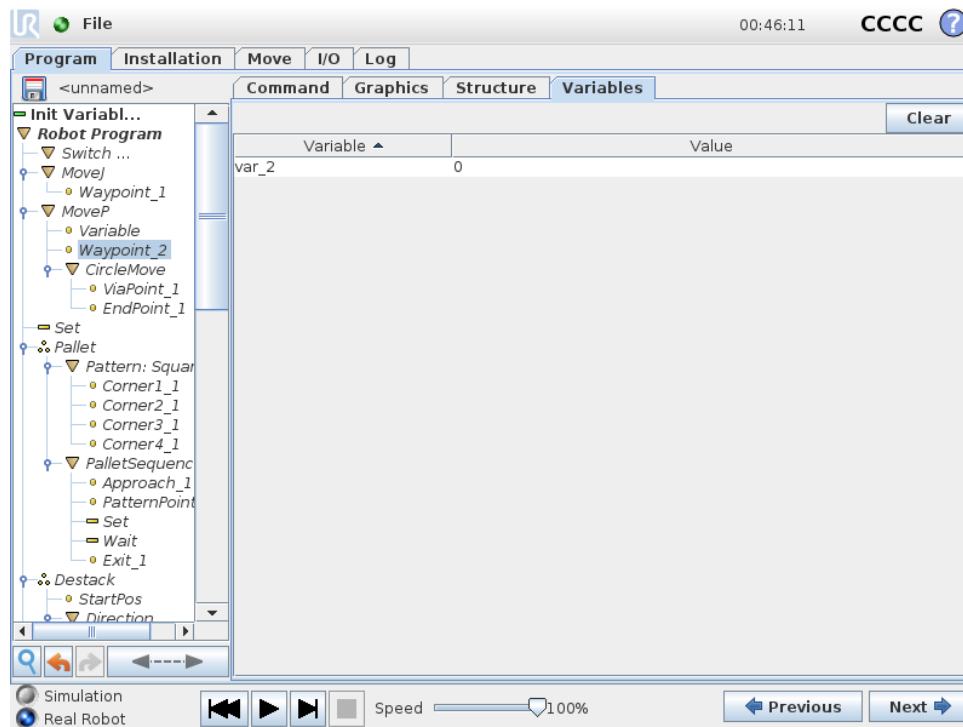 UR File 00:46:11 CCCC ?
Program Installation Move I/O Log
<unnamed>
Command Graphics Structure Variables
Clear
Variable Value
var_2 0
Init Variabl...
Robot Program
Switch ...
MoveJ
Waypoint_1
MoveP
Variable
Waypoint_2
CircleMove
ViaPoint_1
EndPoint_1
Set
Pallet
Pattern: Squar
Corner1_1
Corner2_1
Corner3_1
Corner4_1
PalletSequenc
Approach_1
PatternPoint
Set
Wait
Exit_1
Destack
StartPos
Direction
Simulation
Real Robot
Speed 100%
Previous Next